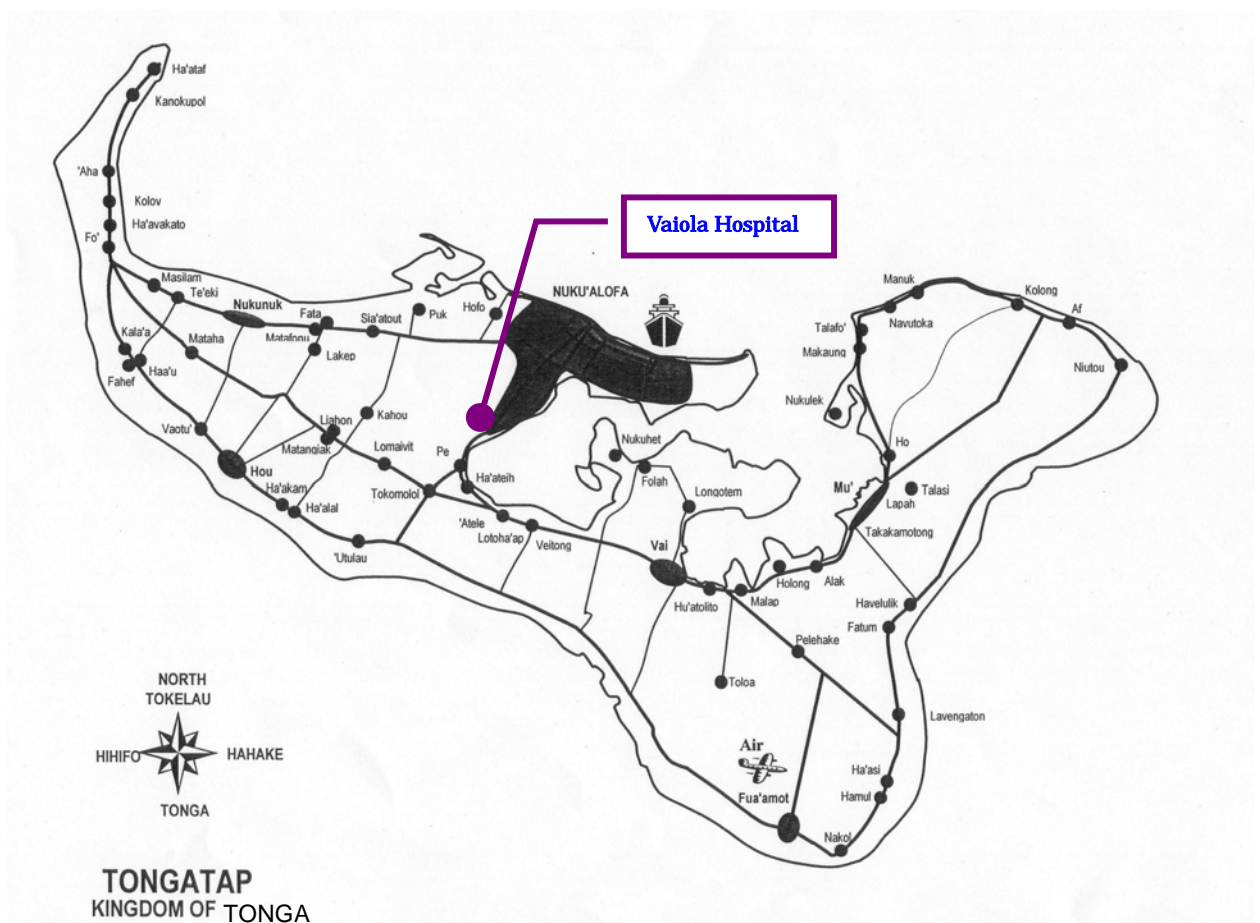 Ha'ataf
Kanokupol
'Aha
Kolov
Ha'avakato
Fo'
Masilam
Te'eki
Nukunuk
Fata
Matafonu
Sia'atout
Puk
Hofo
NUKU'ALOFA
Vaiola Hospital
Manuk
Kolong
Af
Navutoka
Talafo'
Makaung
Niutou
Nukulek
Kala'a
Mataha
Lakep
Haa'u
Fahef
Vaotu'
Liahon
Kahou
Matangiak
Lomaivit
Hou
Pe
Nukuhet
Folah
Ho
Ha'ateih
Longotem
Mu'
Talasi
Lapah
Ha'akam
Ha'alal
Tokomolol
'Atele
Lotoha'ap
Veitong
Takakamotong
'Utulau
Vai
Holong
Alak
Hu'atolito
Malap
Havelulik
Fatum
Pelehake
Toloa
Lavengaton
Air
Fua'amot
Ha'asi
Hamul
Nakol
NORTH
TOKELAU
HIHIFO
HAHAKE
TONGA
TONGATAP
KINGDOM OF TONGA